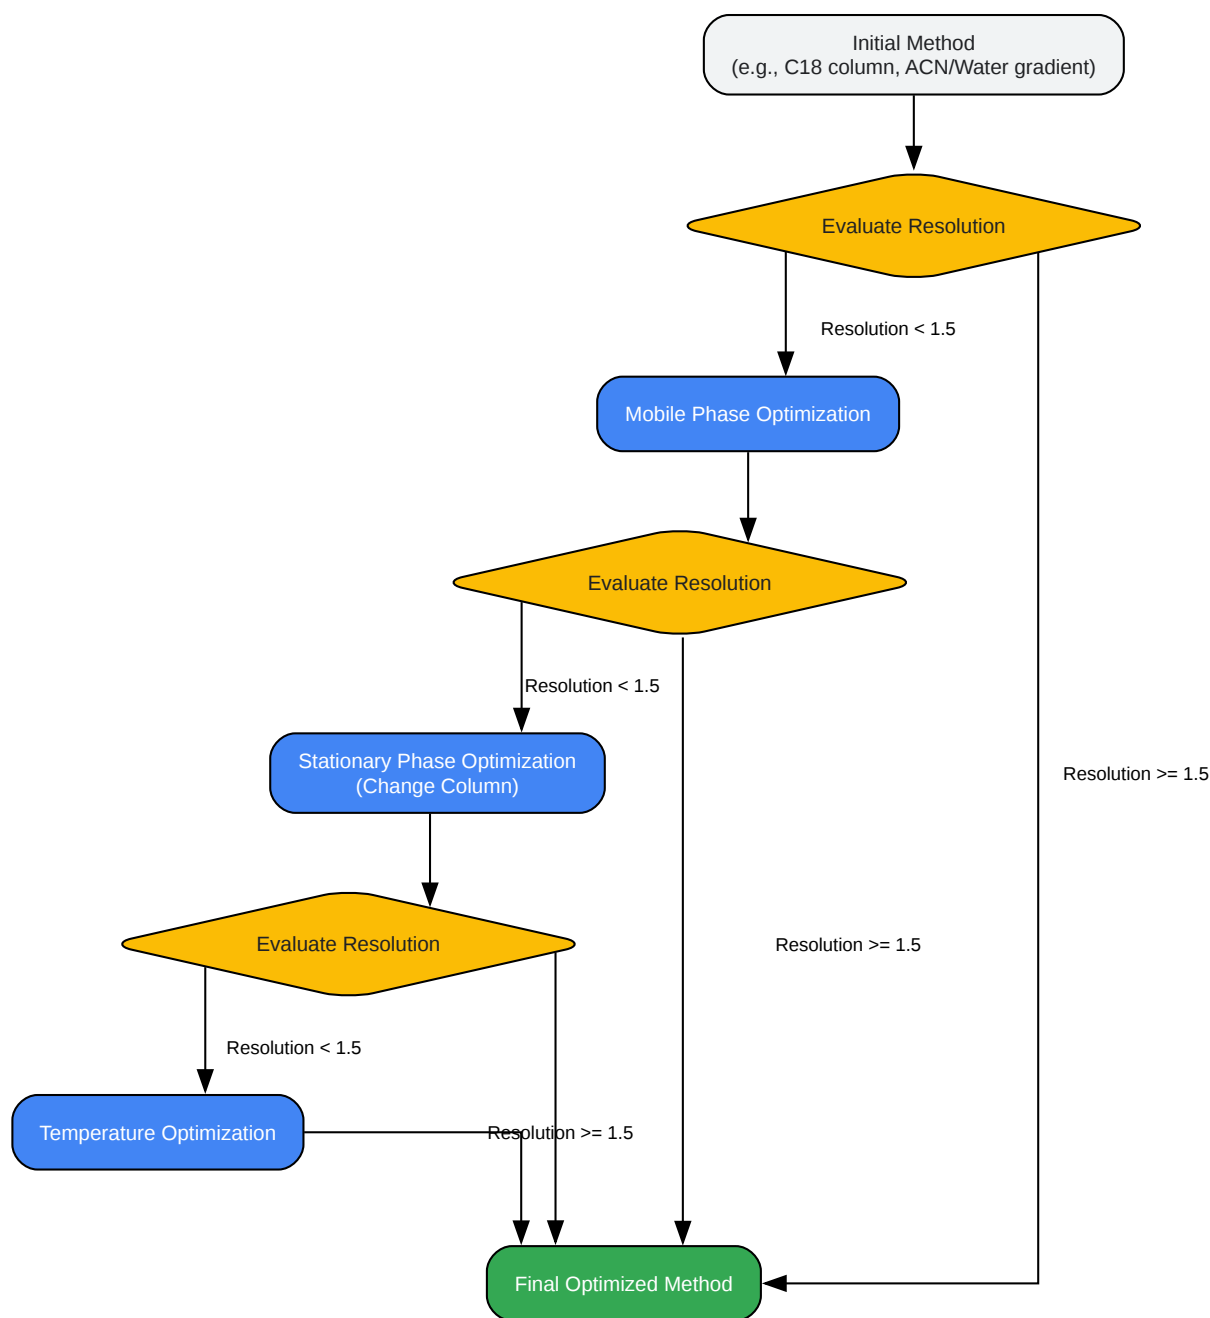 Initial Method
(e.g., C18 column, ACN/Water gradient)
Evaluate Resolution
Resolution < 1.5
Mobile Phase Optimization
Evaluate Resolution
Resolution < 1.5
Stationary Phase Optimization
(Change Column)
Resolution >= 1.5
Evaluate Resolution
Resolution >= 1.5
Resolution < 1.5
Temperature Optimization
Resolution >= 1.5
Final Optimized Method